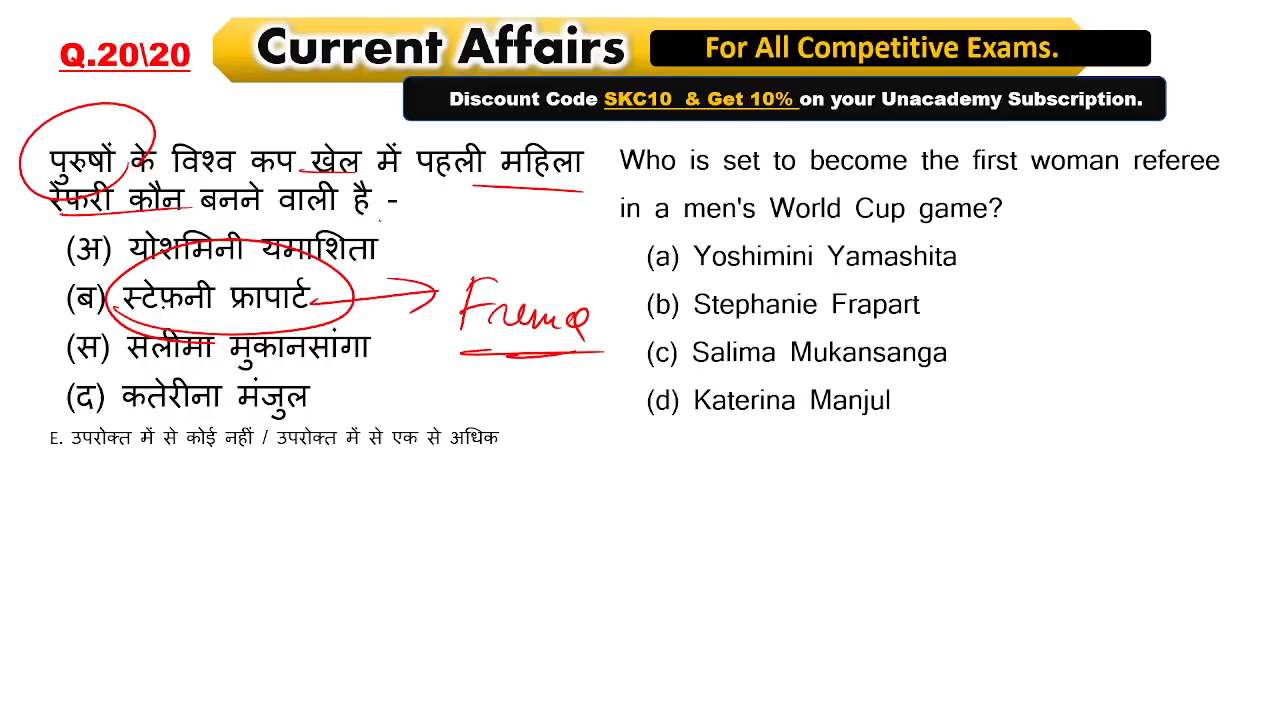 Q.20\20
Current Affairs
For All Competitive Exams.
Discount Code SKC10 & Get 10% on your Unacademy Subscription.
पुरुषों के विश्व कप खेल में पहली महिला
रेफरी कौन बनने वाली है -
(अ) योशमिनी यमाशिता
(ब) स्टेफ़नी फ्रापार्ट
(स) सलीमा मुकानसांगा
(द) कतेरीना मंजुल
E. उपरोक्त में से कोई नहीं / उपरोक्त में से एक से अधिक
Who is set to become the first woman referee
in a men's World Cup game?
(a) Yoshimini Yamashita
(b) Stephanie Frapart
(c) Salima Mukansanga
(d) Katerina Manjul